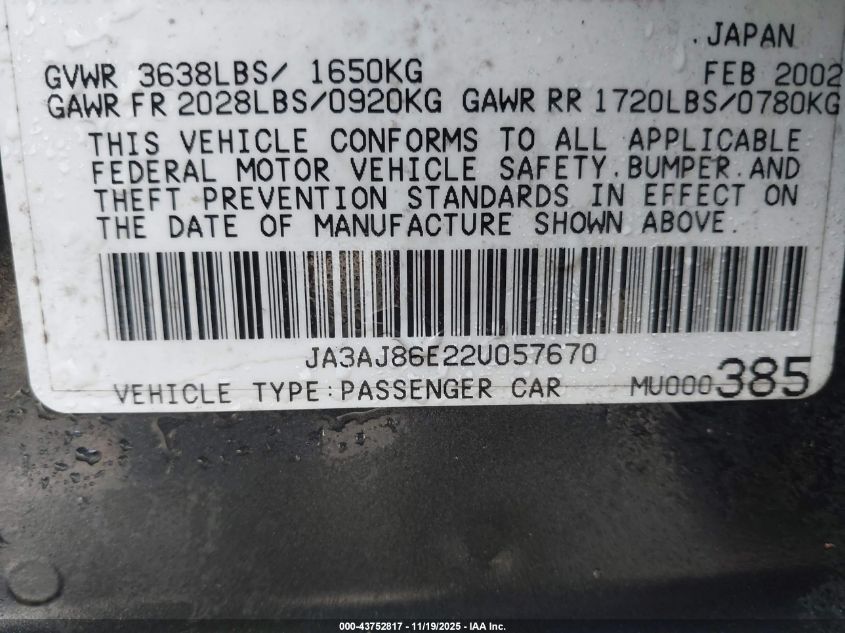 .JAPAN
GVWR 3638LBS/ 1650KG FEB 2002
GAWR FR 2028LBS/0920KG GAWR RR 1720LBS/0780KG
THIS VEHICLE CONFORMS TO ALL APPLICABLE
FEDERAL MOTOR VEHICLE SAFETY.BUMPER.AND
THEFT PREVENTION STANDARDS IN EFFECT ON
THE DATE OF MANUFACTURE SHOWN ABOVE.
JA3AJ86E22U057670
VEHICLE TYPE:PASSENGER CAR MU000385
000-43752817 - 11/19/2025 - IAA Inc.